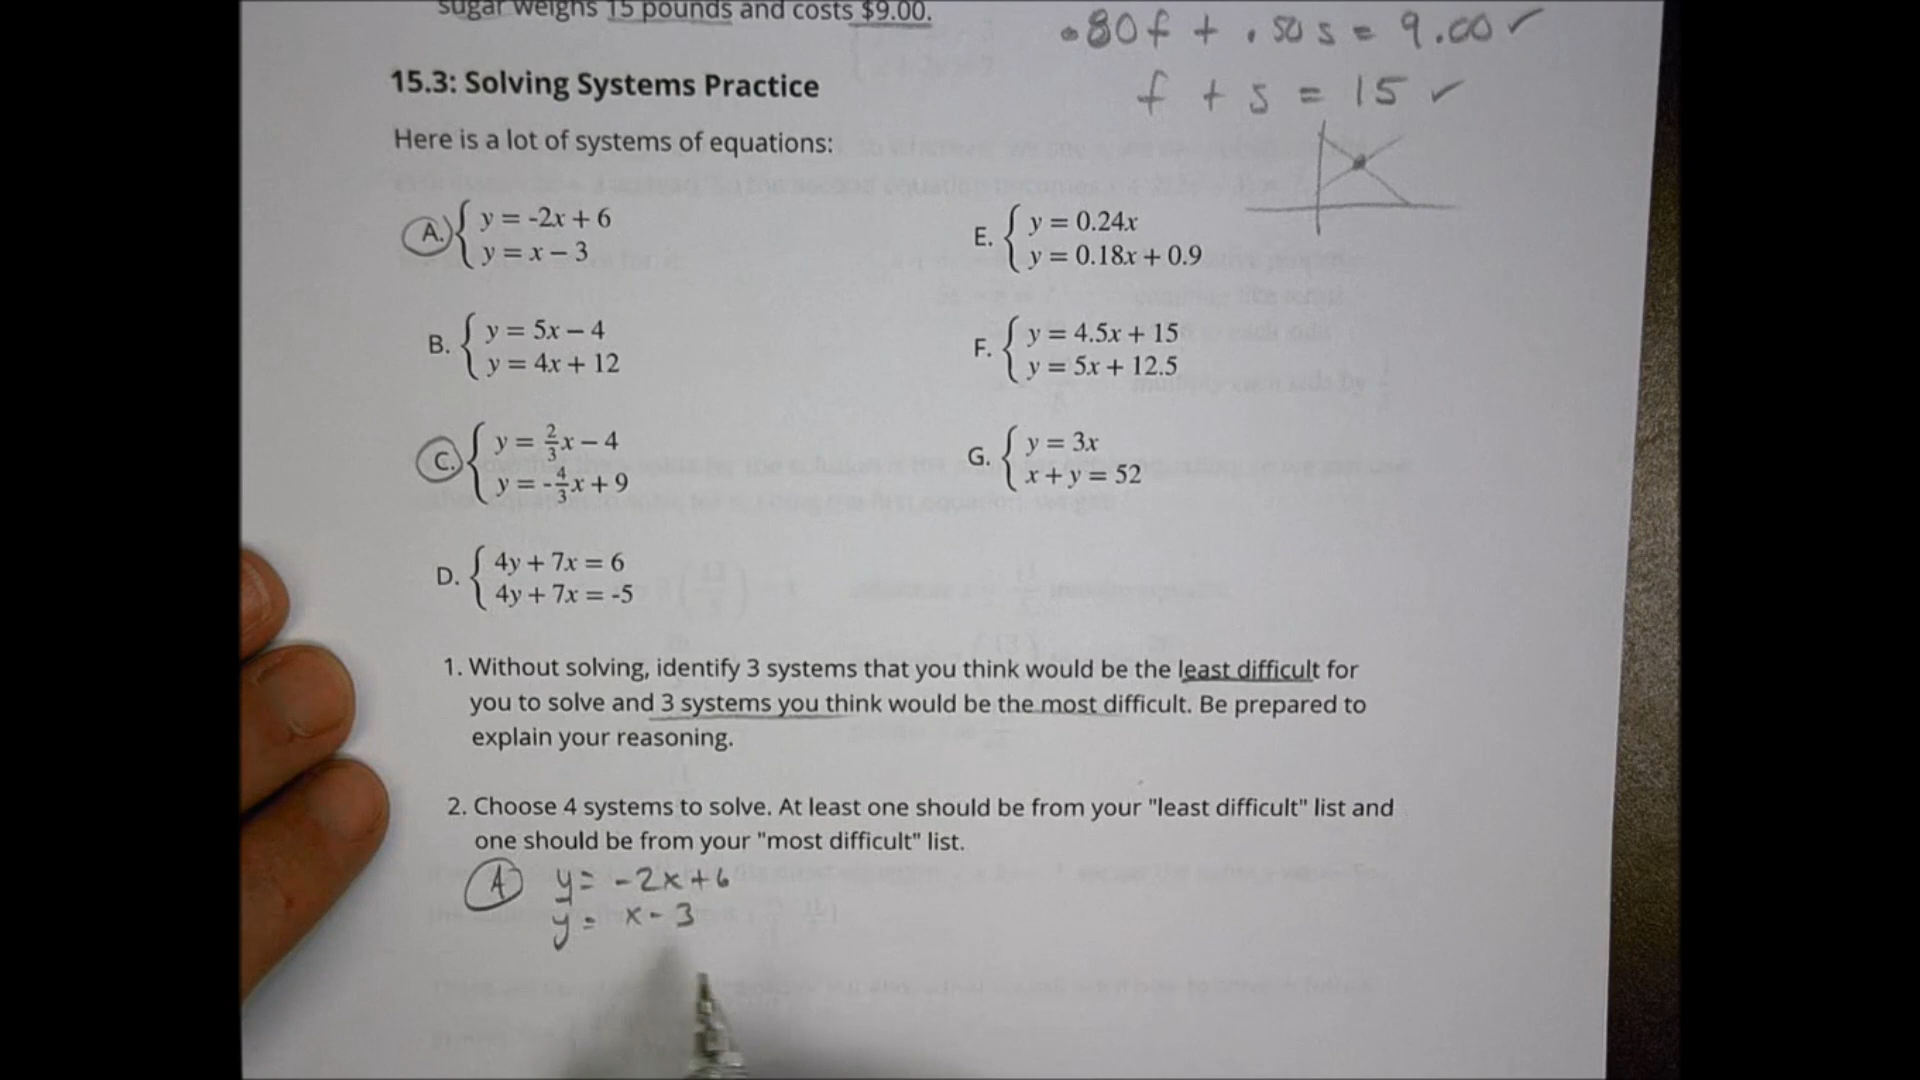 sugar weighs 15 pounds and costs $9.00.
.80f + .50s = 9.00 ✓
f + s = 15 ✓
15.3: Solving Systems Practice
Here is a lot of systems of equations:
A. { y = -2x + 6
y = x − 3
B. { y = 5x − 4
y = 4x + 12
C. { y = 2/3x − 4
y = -4/3x + 9
D. { 4y + 7x = 6
4y + 7x = -5
E. { y = 0.24x
y = 0.18x + 0.9
F. { y = 4.5x + 15
y = 5x + 12.5
G. { y = 3x
x + y = 52
1. Without solving, identify 3 systems that you think would be the least difficult for
you to solve and 3 systems you think would be the most difficult. Be prepared to
explain your reasoning.
2. Choose 4 systems to solve. At least one should be from your "least difficult" list and
one should be from your "most difficult" list.
A y = -2x+6
y = x - 3